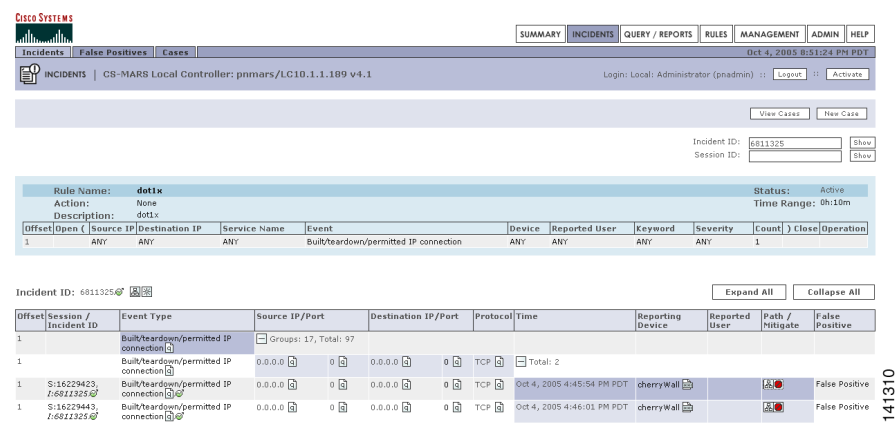 CISCO SYSTEMS
SUMMARY INCIDENTS QUERY / REPORTS RULES MANAGEMENT ADMIN HELP
Incidents False Positives Cases Oct 4, 2005 8:51:24 PM PDT
INCIDENTS | CS-MARS Local Controller: pnmars/LC10.1.1.189 v4.1 Login: Local: Administrator (pnadmin) :: Logout :: Activate
View Cases New Case
Incident ID: 6811325 Show
Session ID: Show
Rule Name: dot1x Status: Active
Action: None Time Range: 0h:10m
Description: dot1x
Offset Open ( Source IP Destination IP Service Name Event Device Reported User Keyword Severity Count ) Close Operation
1 ANY ANY ANY Built/teardown/permitted IP connection ANY ANY ANY ANY 1
Incident ID: 6811325 Expand All Collapse All
Offset Session / Incident ID Event Type Source IP/Port Destination IP/Port Protocol Time Reporting Device Reported User Path / Mitigate False Positive
1 Built/teardown/permitted IP connection q Groups: 17, Total: 97
1 Built/teardown/permitted IP connection q 0.0.0.0 q 0 q 0.0.0.0 q 0 q TCP q Total: 2
1 S:16229423, I:6811325 Built/teardown/permitted IP connection q 0.0.0.0 q 0 q 0.0.0.0 q 0 q TCP q Oct 4, 2005 4:45:54 PM PDT cherryWall False Positive
1 S:16229423, I:6811325 Built/teardown/permitted IP connection q 0.0.0.0 q 0 q 0.0.0.0 q 0 q TCP q Oct 4, 2005 4:46:01 PM PDT cherryWall False Positive
141310